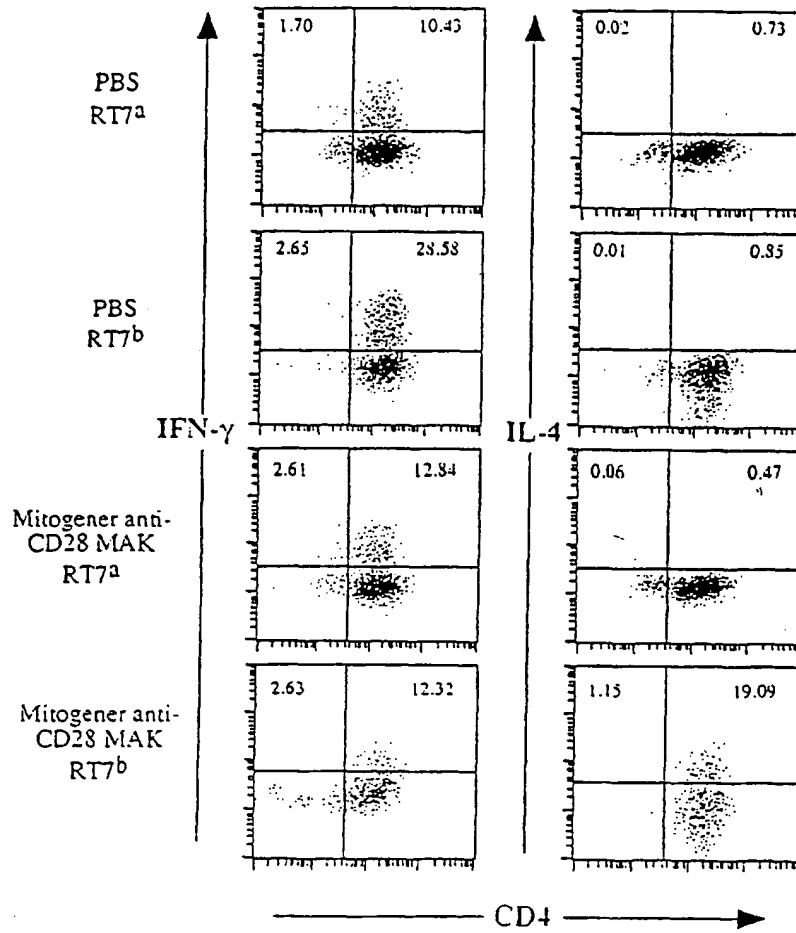 1.70 10.43 0.02 0.73
PBS
RT7a
2.65 28.58 0.01 0.85
PBS
RT7b
IFN-γ IL-4
2.61 12.84 0.06 0.47
Mitogener anti-
CD28 MAK
RT7a
2.63 12.32 1.15 19.09
Mitogener anti-
CD28 MAK
RT7b
CD4